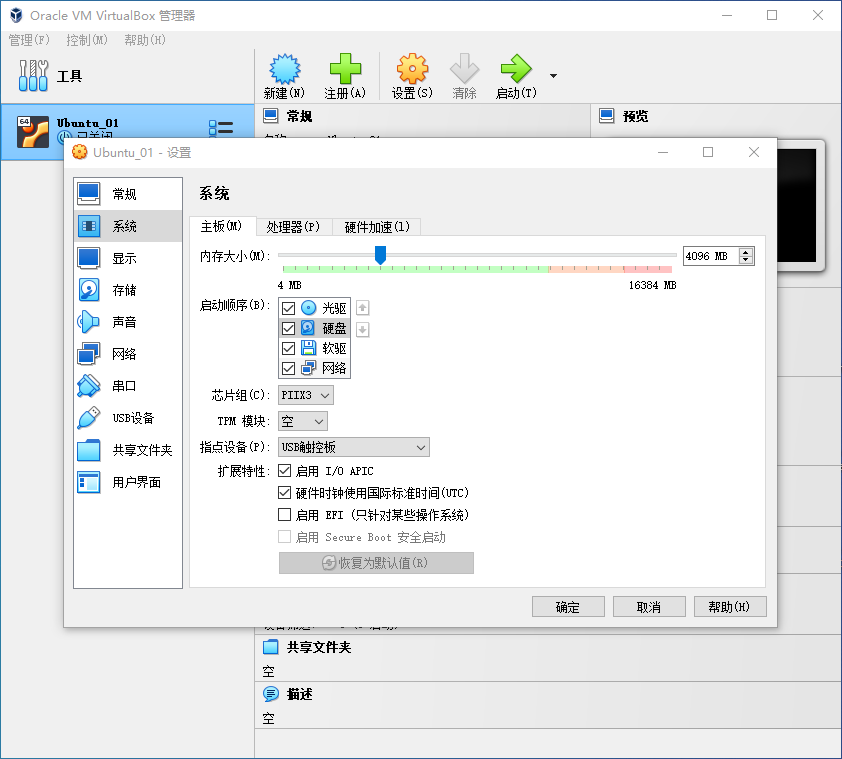 Oracle VM VirtualBox 管理器
管理(F) 控制(M) 帮助(H)
工具
新建(N) 注册(A) 设置(S) 清除 启动(T)
64 Ubuntu_01
已关闭
常规
预览
Ubuntu_01 - 设置
常规
系统
显示
存储
声音
网络
串口
USB设备
共享文件夹
用户界面
系统
主板(M) 处理器(P) 硬件加速(l)
内存大小(M): 4096 MB
4 MB 16384 MB
启动顺序(B): 光驱
硬盘
软驱
网络
芯片组(C): PIIX3
TPM 模块: 空
指点设备(P): USB触控板
扩展特性: 启用 I/O APIC
硬件时钟使用国际标准时间(UTC)
启用 EFI (只针对某些操作系统)
启用 Secure Boot 安全启动
恢复为默认值(R)
确定 取消 帮助(H)
共享文件夹
空
描述
空